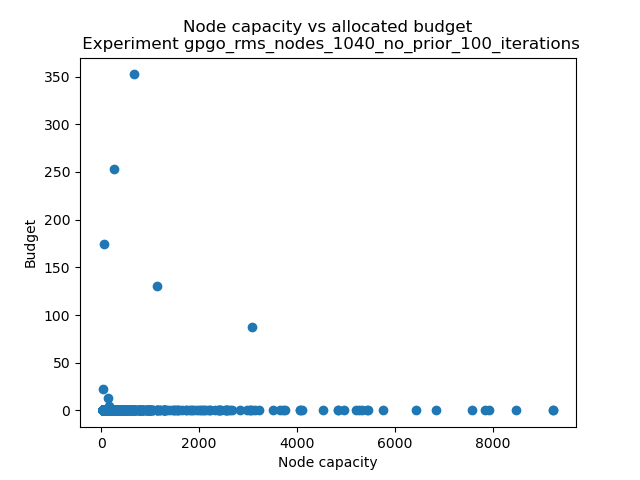 Node capacity vs allocated budget
Experiment gpgo_rms_nodes_1040_no_prior_100_iterations
350
300
250
200
150
100
50
0
Budget
0 2000 4000 6000 8000
Node capacity